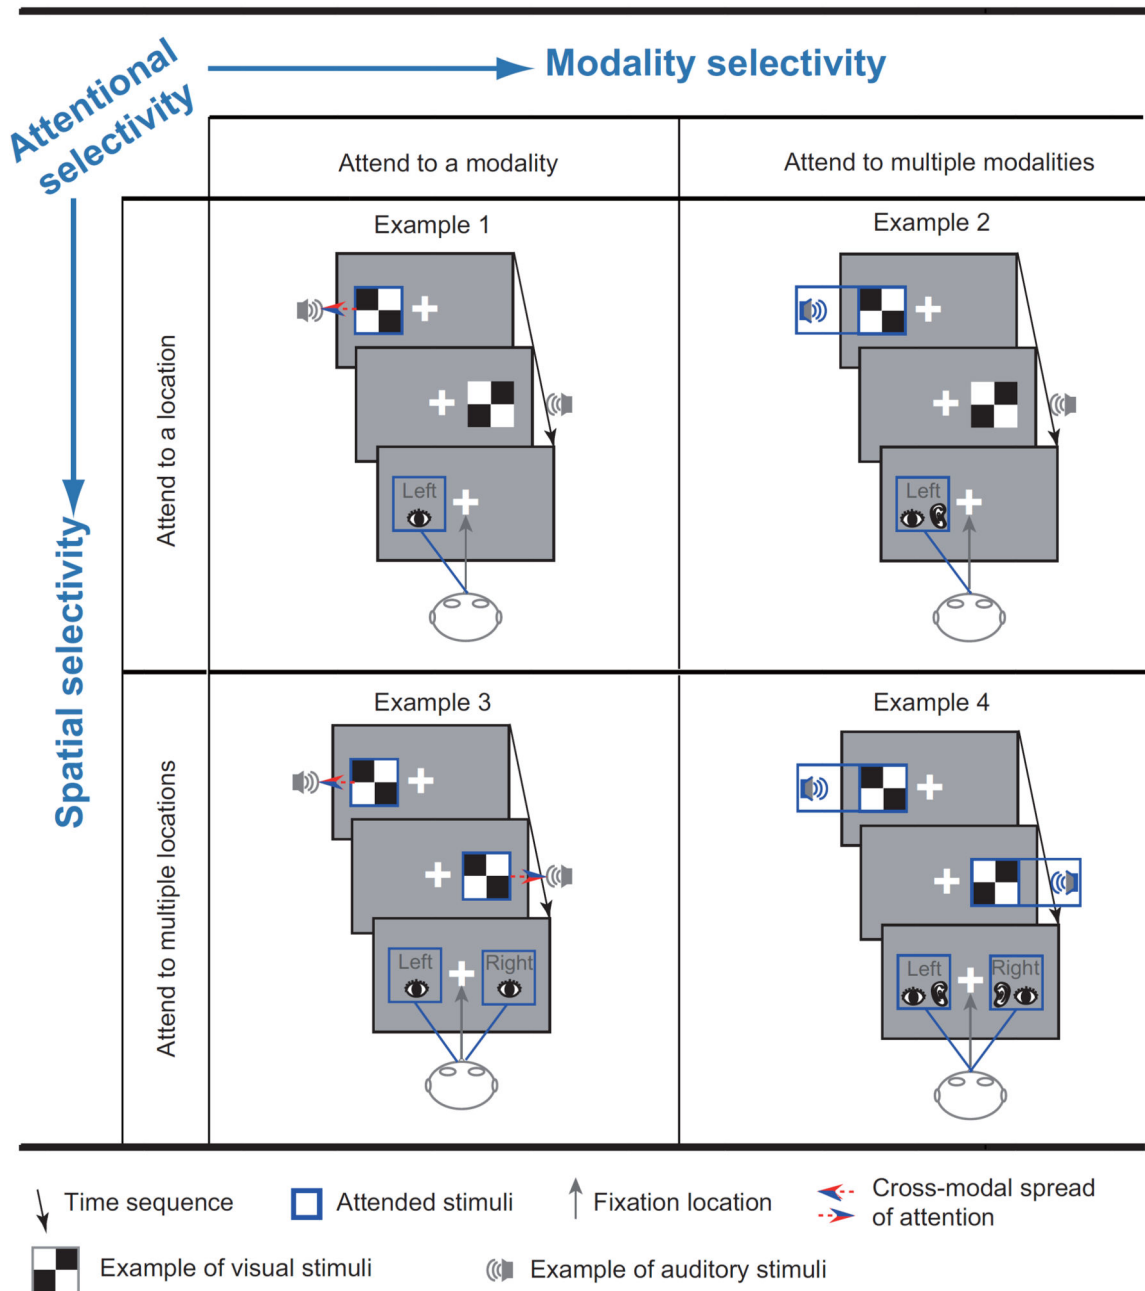 Attentional
selectivity
Modality selectivity
Attend to a modality
Attend to multiple modalities
Spatial selectivity
Attend to a location
Example 1
Left
Example 2
Left
Attend to multiple locations
Example 3
Left
Right
Example 4
Left
Right
Time sequence
Attended stimuli
Fixation location
Cross-modal spread
of attention
Example of visual stimuli
Example of auditory stimuli